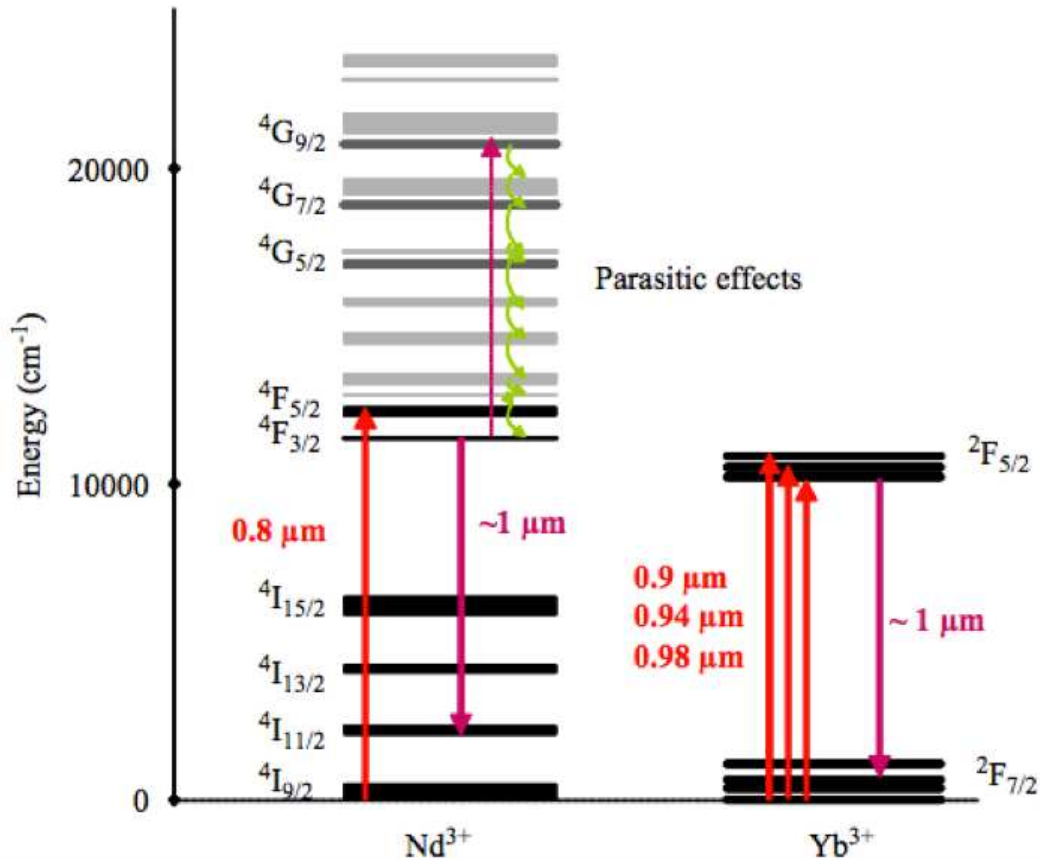 Energy (cm⁻¹)
20000
10000
0
⁴G₉/₂
⁴G₇/₂
⁴G₅/₂
⁴F₅/₂
⁴F₃/₂
⁴I₁₅/₂
⁴I₁₃/₂
⁴I₁₁/₂
⁴I₉/₂
0.8 µm
~1 µm
Parasitic effects
²F₅/₂
0.9 µm
0.94 µm
0.98 µm
~ 1 µm
²F₇/₂
Nd³⁺
Yb³⁺